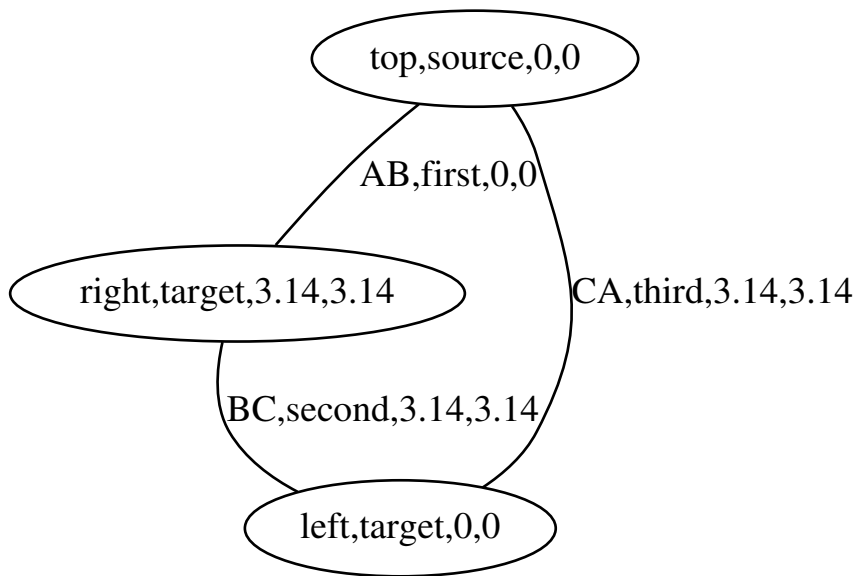 top,source,0,0
AB,first,0,0
right,target,3.14,3.14
CA,third,3.14,3.14
BC,second,3.14,3.14
left,target,0,0